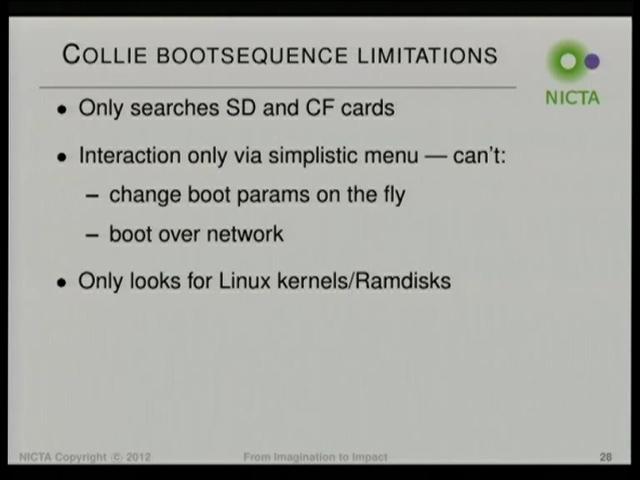 COLLIE BOOTSEQUENCE LIMITATIONS
NICTA
• Only searches SD and CF cards
• Interaction only via simplistic menu — can't:
– change boot params on the fly
– boot over network
• Only looks for Linux kernels/Ramdisks
NICTA Copyright © 2012
From Imagination to Impact
28